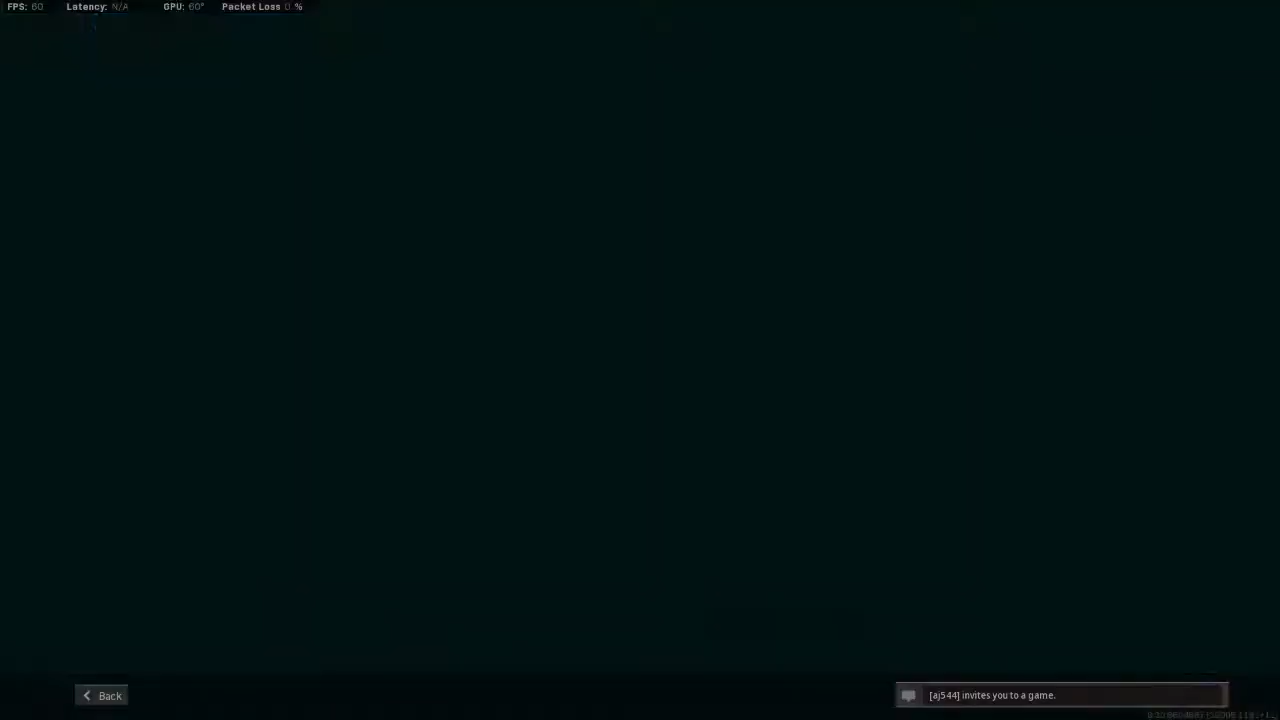 FPS: 60 Latency: N/A GPU: 60° Packet Loss 0 %
Back
[aj544] invites you to a game.